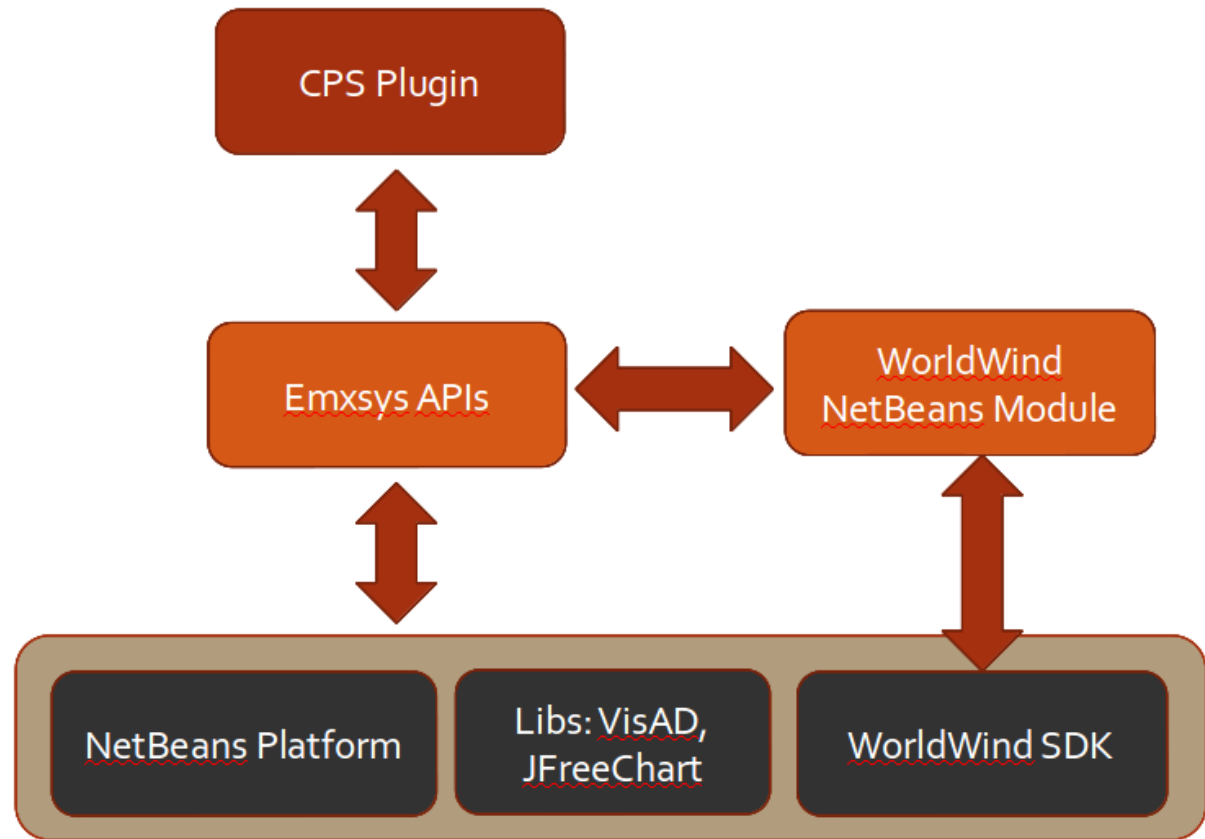 CPS Plugin
Emxsys APIs
WorldWind
NetBeans Module
NetBeans Platform
Libs: VisAD,
JFreeChart
WorldWind SDK